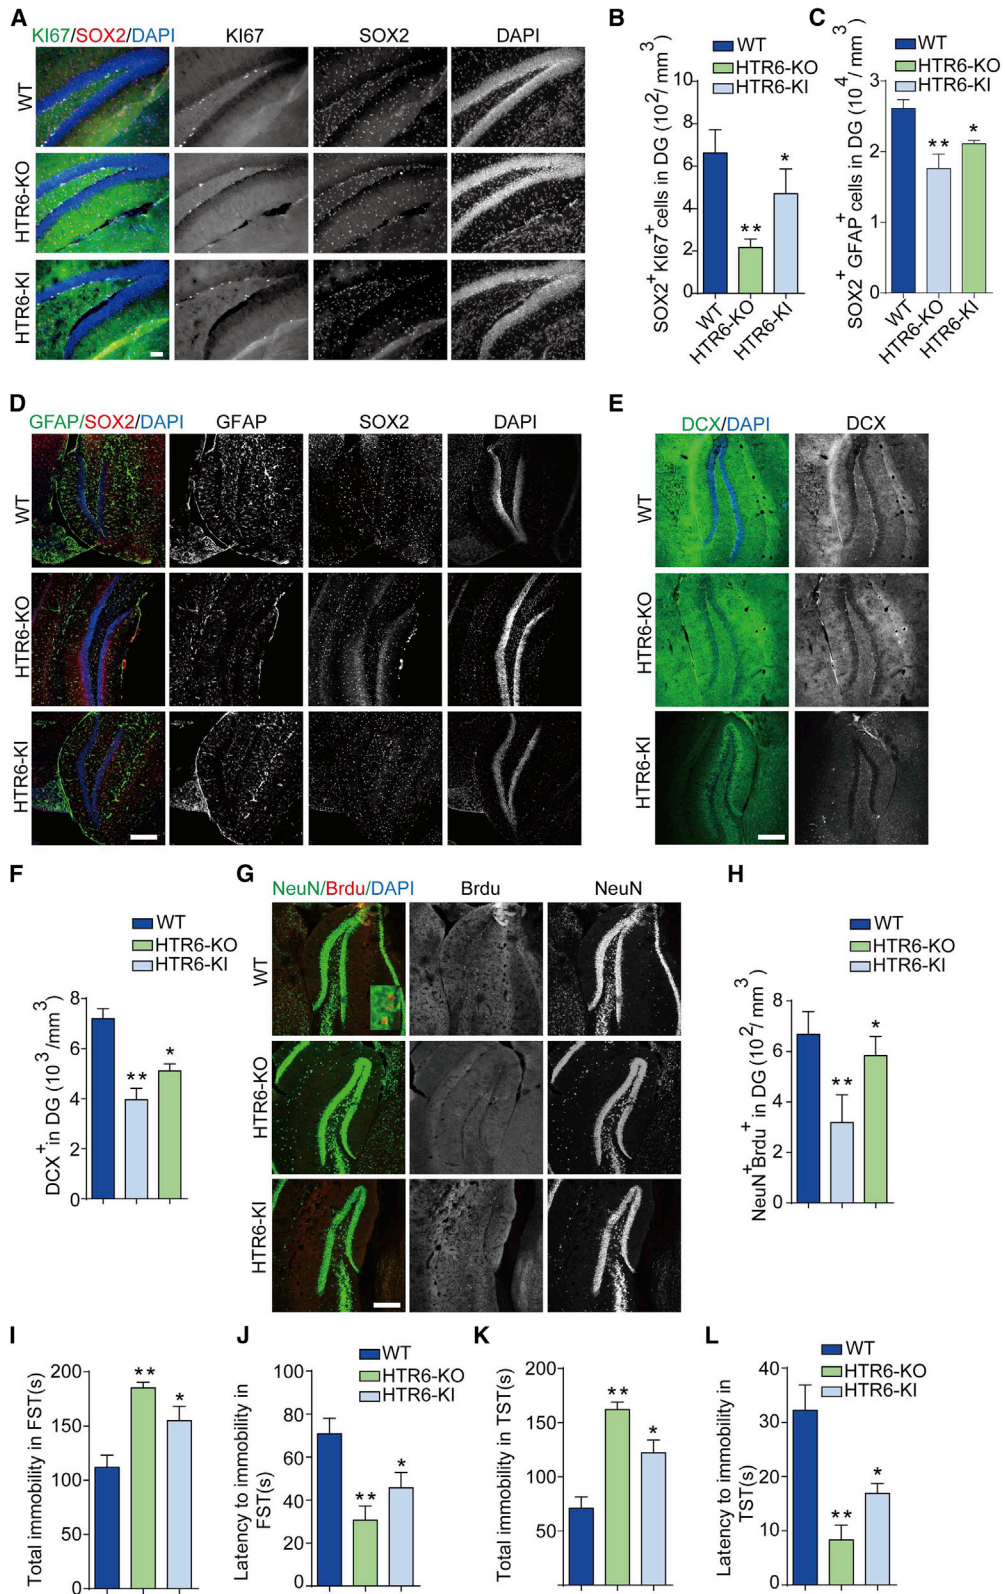 A
KI67/SOX2/DAPI KI67 SOX2 DAPI
WT
HTR6-KO
HTR6-KI
B
WT
HTR6-KO
HTR6-KI
SOX2+KI67+cells in DG (10 2/ mm 3)
10
8
6
4
2
0
*
**
WT
HTR6-KO
HTR6-KI
C
WT
HTR6-KO
HTR6-KI
SOX2+ GFAP+cells in DG (10 4/ mm 3)
3
2
1
0
**
*
WT
HTR6-KO
HTR6-KI
D
GFAP/SOX2/DAPI GFAP SOX2 DAPI
WT
HTR6-KO
HTR6-KI
E
DCX/DAPI DCX
WT
HTR6-KO
HTR6-KI
F
WT
HTR6-KO
HTR6-KI
DCX+ in DG (10 3/mm 3)
8
6
4
2
0
**
*
G
NeuN/Brdu/DAPI Brdu NeuN
WT
HTR6-KO
HTR6-KI
H
WT
HTR6-KO
HTR6-KI
NeuN+Brdu+ in DG (10 2/ mm 3)
8
6
4
2
0
**
*
I
Total immobility in FST(s)
200
150
100
50
0
**
*
J
WT
HTR6-KO
HTR6-KI
Latency to immobility in
FST(s)
100
80
60
40
20
0
**
*
K
Total immobility in TST(s)
200
150
100
50
**
*
L
WT
HTR6-KO
HTR6-KI
Latency to immobility in
TST(s)
40
30
20
10
0
**
*